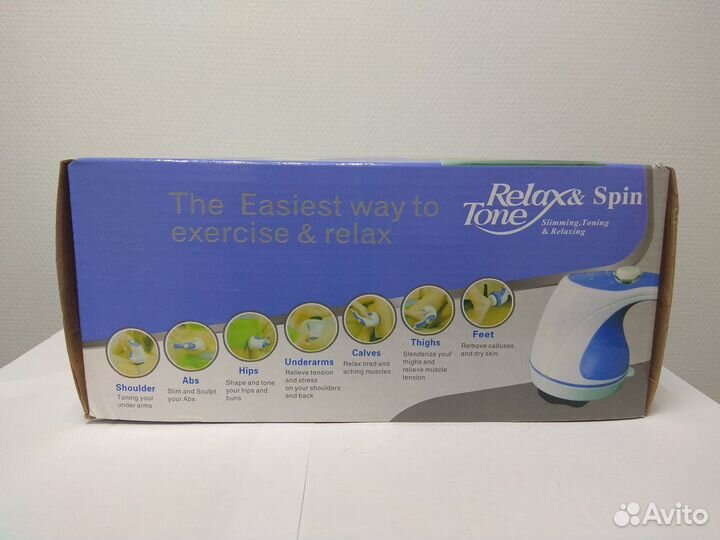 The Easiest way to
exercise & relax
Relax & Spin
Tone
Slimming, Toning
& Relaxing
Shoulder
Toning your
under arms
Abs
Slim and Sculpt
your Abs
Hips
Shape and tone
your hips and
buns
Underarms
Relieve tension
and stress
on your shoulders
and back
Calves
Relax tired and
aching muscles
Thighs
Slenderize your
thighs and
relieve muscle
tension
Feet
Remove calluses
and dry skin
Avito